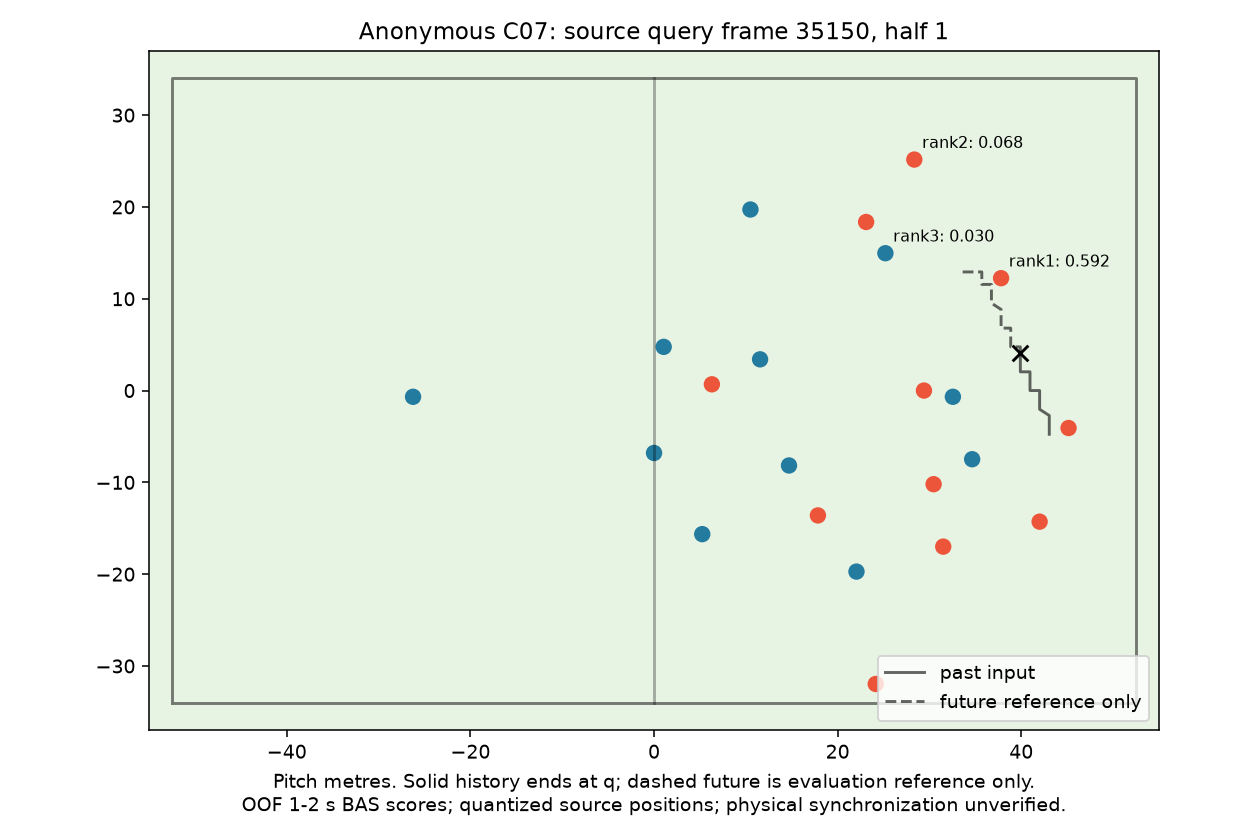 Anonymous C07: source query frame 35150, half 1
rank2: 0.068
rank3: 0.030
rank1: 0.592
30
20
10
0
−10
−20
−30
−40
−20
0
20
40
past input
future reference only
Pitch metres. Solid history ends at q; dashed future is evaluation reference only.
OOF 1-2 s BAS scores; quantized source positions; physical synchronization unverified.